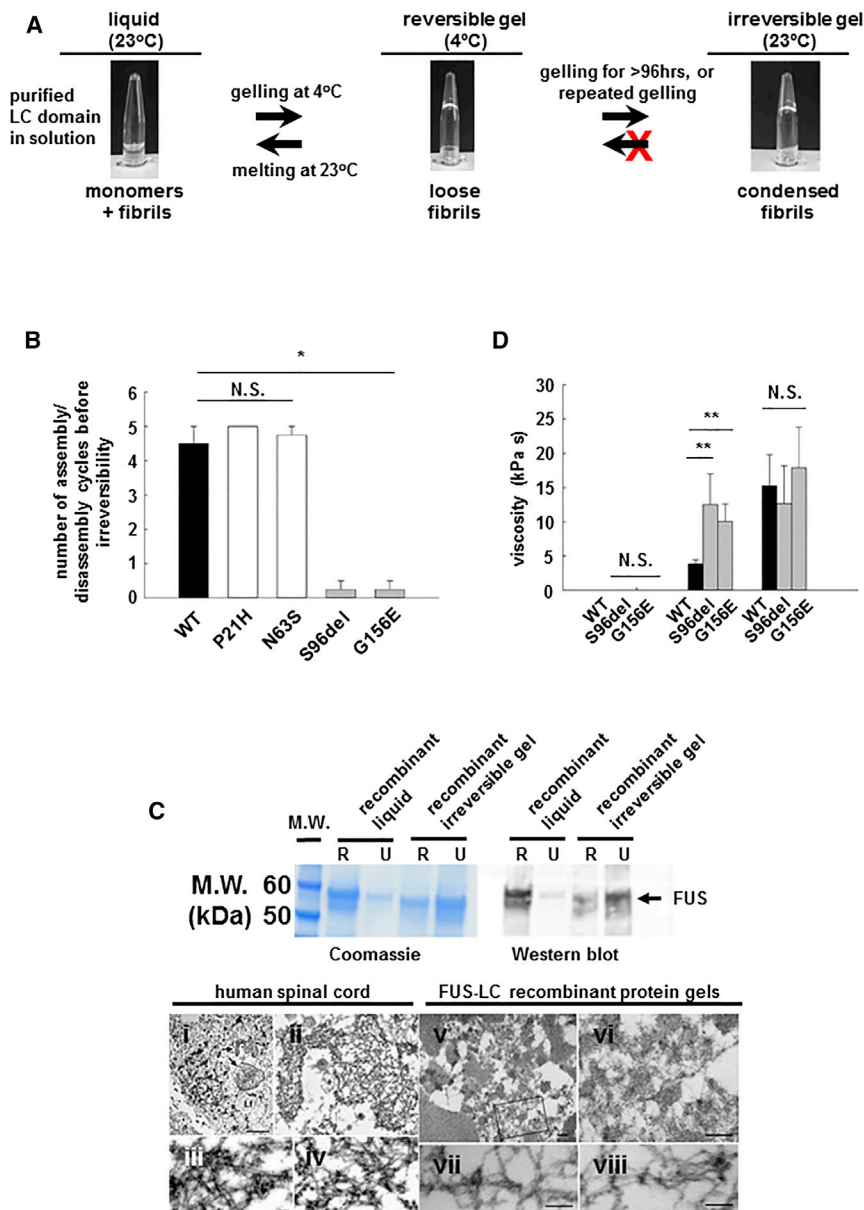 A
liquid
(23°C)
reversible gel
(4°C)
irreversible gel
(23°C)
purified
LC domain
in solution
gelling at 4°C
melting at 23°C
gelling for >96hrs, or
repeated gelling
X
monomers
+ fibrils
loose
fibrils
condensed
fibrils
B
number of assembly/
disassembly cycles before
irreversibility
6
5
4
3
2
1
0
*
N.S.
WT
P21H
N63S
S96del
G156E
D
viscosity (kPa s)
30
25
20
15
10
5
0
N.S.
**
**
N.S.
WT
S96del
G156E
WT
S96del
G156E
WT
S96del
G156E
C
recombinant
liquid
recombinant
irreversible gel
recombinant
liquid
recombinant
irreversible gel
M.W.
R U R U R U R U
M.W.
(kDa)
60
50
FUS
Coomassie
Western blot
human spinal cord
FUS-LC recombinant protein gels
i
ii
v
vi
iii
iv
vii
viii